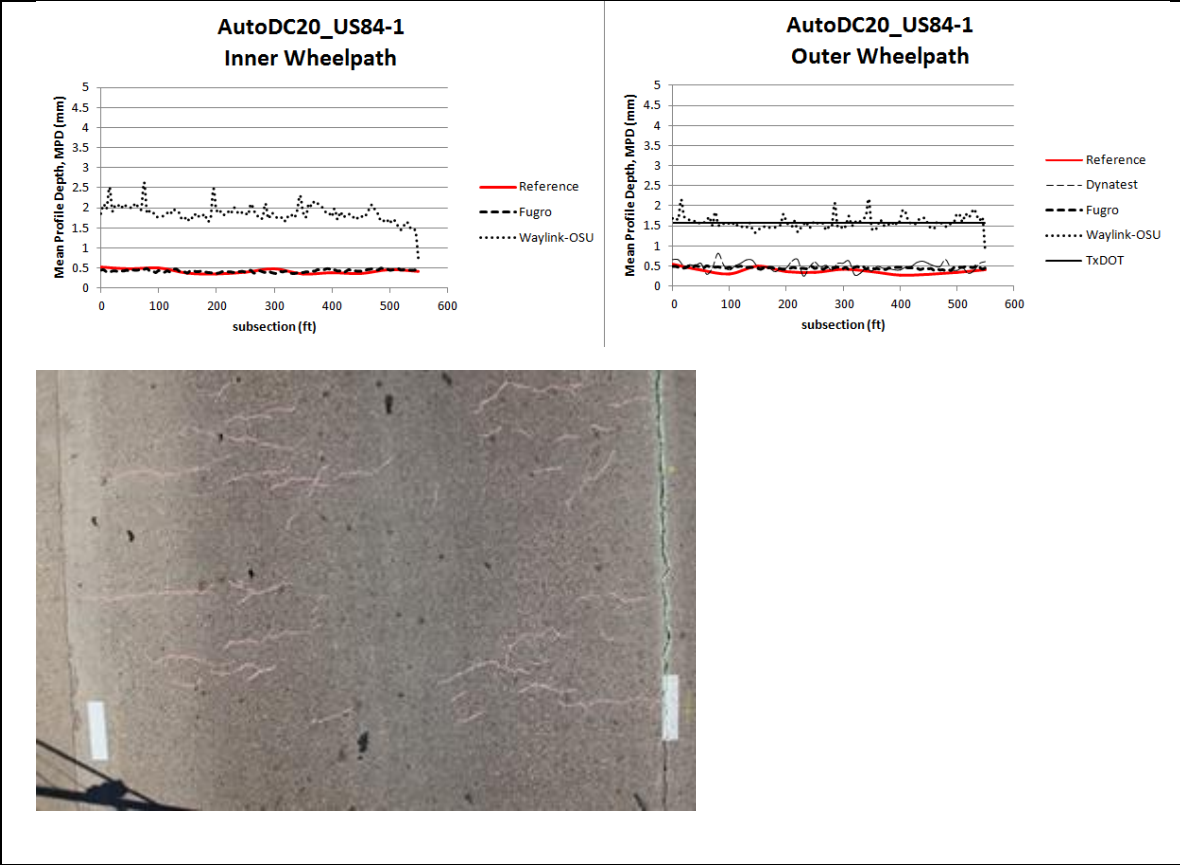 AutoDC20_US84-1
Inner Wheelpath
Mean Profile Depth, MPD (mm)
5
4.5
4
3.5
3
2.5
2
1.5
1
0.5
0
0 100 200 300 400 500 600
subsection (ft)
Reference
Fugro
Waylink-OSU
AutoDC20_US84-1
Outer Wheelpath
Mean Profile Depth, MPD (mm)
5
4.5
4
3.5
3
2.5
2
1.5
1
0.5
0
0 100 200 300 400 500 600
subsection (ft)
Reference
Dynatest
Fugro
Waylink-OSU
TxDOT